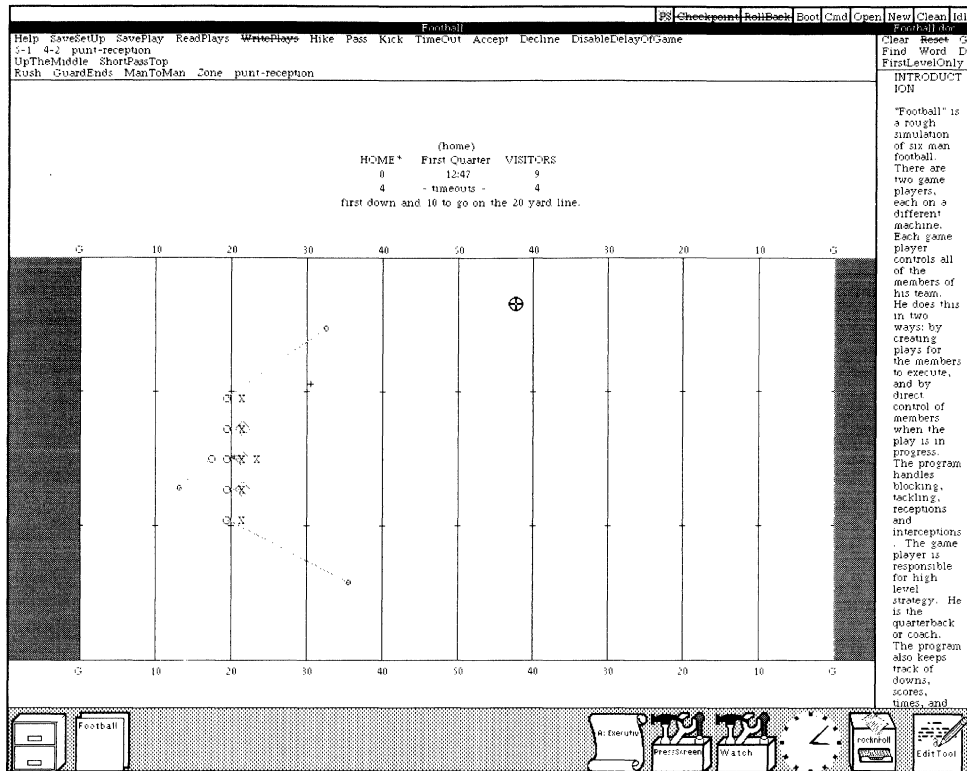 PS Checkpoint RollBack Boot Cmd Open New Clean Idl
Football
Football.doc
Help SaveSetUp SavePlay ReadPlays WritePlays Hike Pass Kick TimeOut Accept Decline DisableDelayOfGame
5-1 4-2 punt-reception
UpTheMiddle ShortPassTop
Rush GuardEnds ManToMan Zone punt-reception
(home)
HOME* First Quarter VISITORS
0 12:47 9
4 - timeouts - 4
first down and 10 to go on the 20 yard line.
G 10 20 30 40 40 30 20 10 G
X
X
X X
X
X
G 10 20 30 40 40 30 20 10 G
Clear Reset G
Find Word D
FirstLevelOnly
INTRODUCT
ION
"Football" is
a rough
simulation
of six man
football.
There are
two game
players,
each on a
different
machine.
Each game
player
controls all
of the
members of
his team.
He does this
in two
ways: by
creating
plays for
the members
to execute,
and by
direct
control of
members
when the
play is in
progress.
The program
handles
blocking,
tackling,
receptions
and
interceptions
. The game
player is
responsible
for high
level
strategy. He
is the
quarterback
or coach.
The program
also keeps
track of
downs,
scores,
times, and
Football
A: Executiv
PressScreen
Watch
rocknroll
EditTool